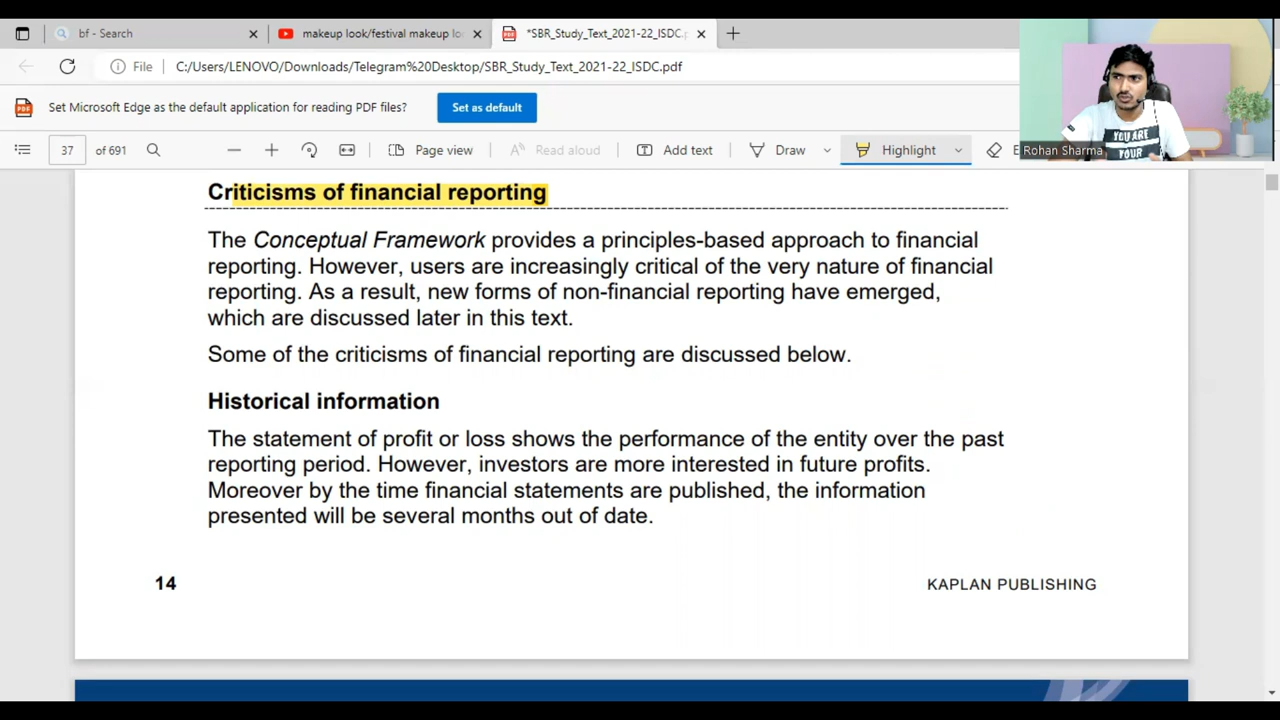 bf - Search
makeup look/festival makeup lo
*SBR_Study_Text_2021-22_ISDC.p
File
C:/Users/LENOVO/Downloads/Telegram%20Desktop/SBR_Study_Text_2021-22_ISDC.pdf
Set Microsoft Edge as the default application for reading PDF files?
Set as default
37 of 691
Page view
Read aloud
Add text
Draw
Highlight
E
YOU ARE
YOUR
Rohan Sharma
Criticisms of financial reporting
The Conceptual Framework provides a principles-based approach to financial
reporting. However, users are increasingly critical of the very nature of financial
reporting. As a result, new forms of non-financial reporting have emerged,
which are discussed later in this text.
Some of the criticisms of financial reporting are discussed below.
Historical information
The statement of profit or loss shows the performance of the entity over the past
reporting period. However, investors are more interested in future profits.
Moreover by the time financial statements are published, the information
presented will be several months out of date.
14
KAPLAN PUBLISHING